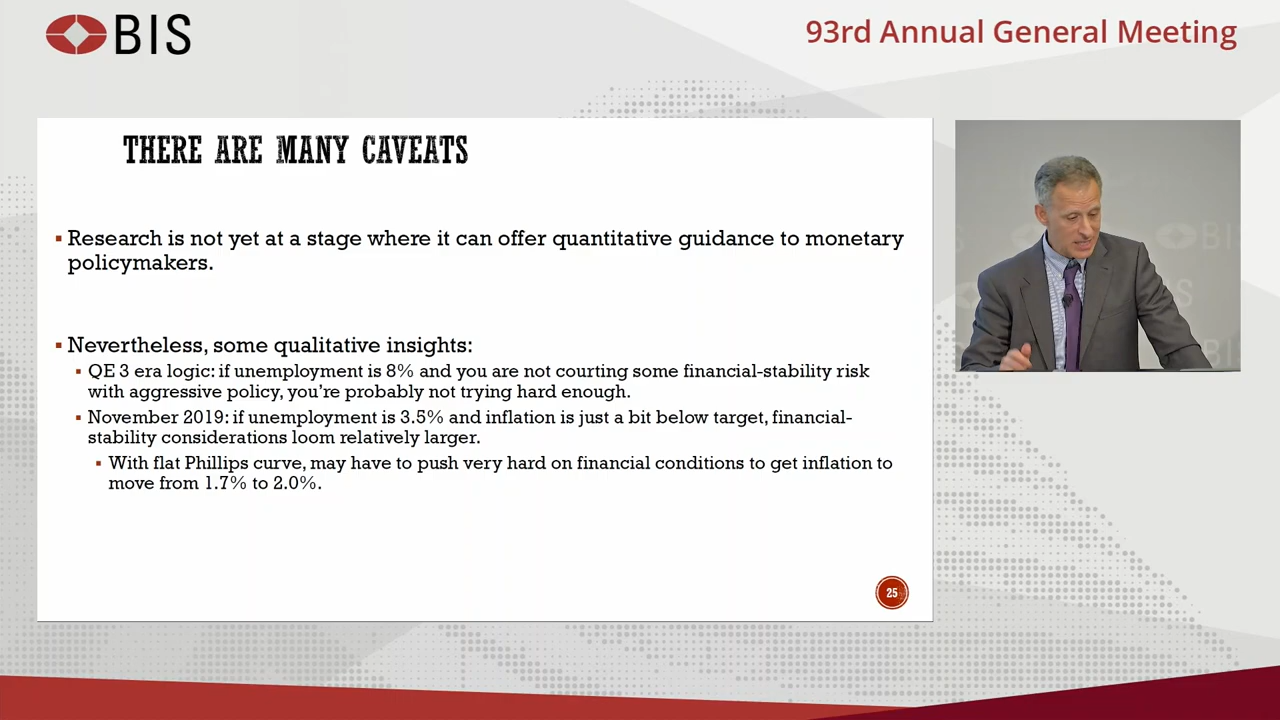 BIS
93rd Annual General Meeting
THERE ARE MANY CAVEATS
▪ Research is not yet at a stage where it can offer quantitative guidance to monetary
policymakers.
▪ Nevertheless, some qualitative insights:
▪ QE 3 era logic: if unemployment is 8% and you are not courting some financial-stability risk
with aggressive policy, you're probably not trying hard enough.
▪ November 2019: if unemployment is 3.5% and inflation is just a bit below target, financial-
stability considerations loom relatively larger.
▪ With flat Phillips curve, may have to push very hard on financial conditions to get inflation to
move from 1.7% to 2.0%.
25